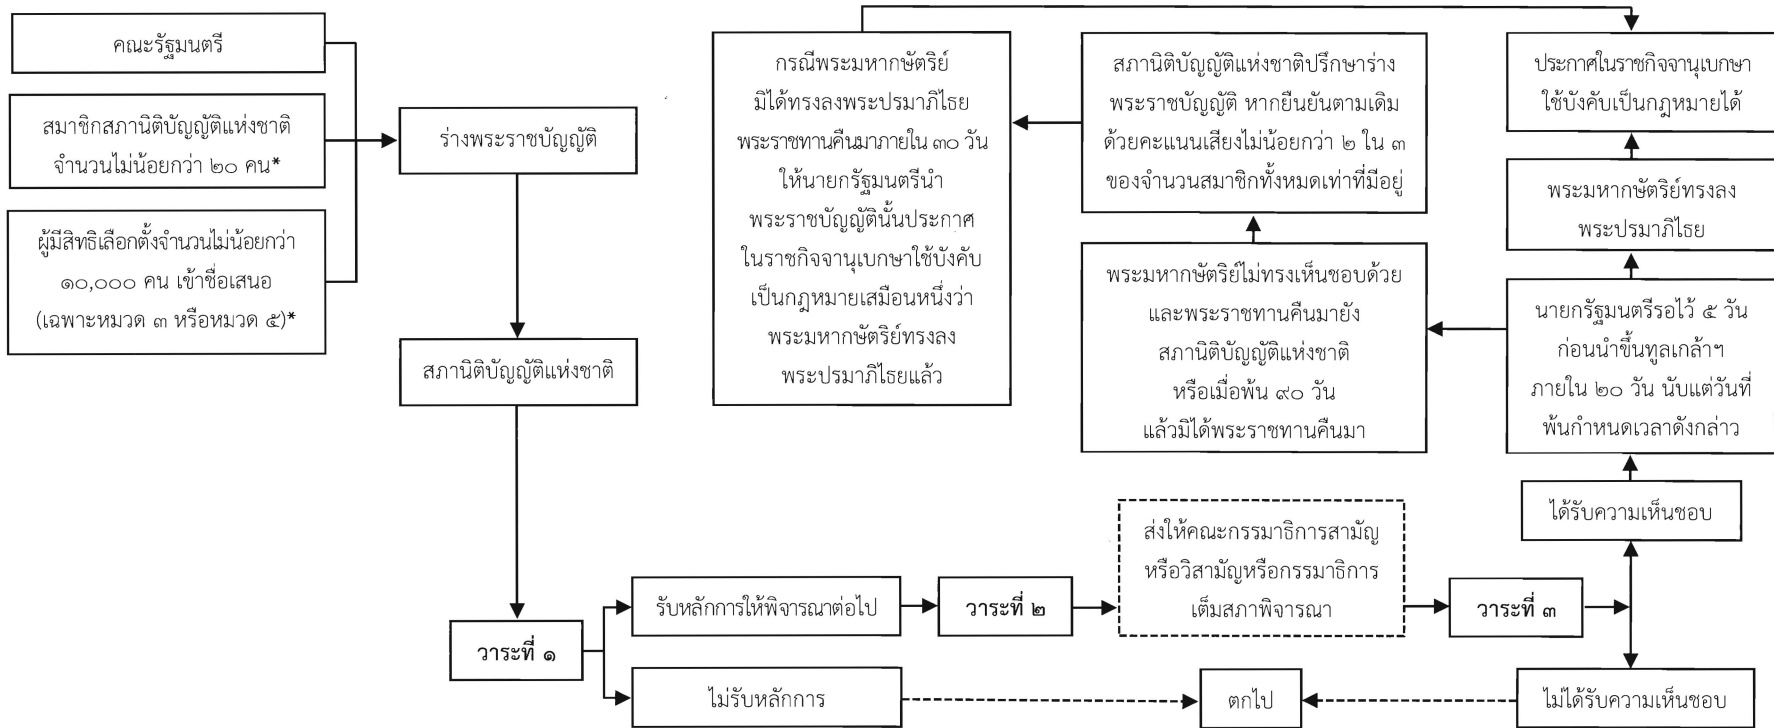 คณะรัฐมนตรี
สมาชิกสภานิติบัญญัติแห่งชาติ
จำนวนไม่น้อยกว่า ๒๐ คน*
ผู้มีสิทธิเลือกตั้งจำนวนไม่น้อยกว่า
๑๐,๐๐๐ คน เข้าชื่อเสนอ
(เฉพาะหมวด ๓ หรือหมวด ๕)*
ร่างพระราชบัญญัติ
สภานิติบัญญัติแห่งชาติ
วาระที่ ๑
รับหลักการให้พิจารณาต่อไป
ไม่รับหลักการ
วาระที่ ๒
ส่งให้คณะกรรมาธิการสามัญ
หรือวิสามัญหรือกรรมาธิการ
เต็มสภาพิจารณา
วาระที่ ๓
ตกไป
ไม่ได้รับความเห็นชอบ
ได้รับความเห็นชอบ
นายกรัฐมนตรีรอไว้ ๕ วัน
ก่อนนำขึ้นทูลเกล้าฯ
ภายใน ๒๐ วัน นับแต่วันที่
พ้นกำหนดเวลาดังกล่าว
พระมหากษัตริย์ทรงลง
พระปรมาภิไธย
ประกาศในราชกิจจานุเบกษา
ใช้บังคับเป็นกฎหมายได้
พระมหากษัตริย์ไม่ทรงเห็นชอบด้วย
และพระราชทานคืนมายัง
สภานิติบัญญัติแห่งชาติ
หรือเมื่อพ้น ๙๐ วัน
แล้วมิได้พระราชทานคืนมา
สภานิติบัญญัติแห่งชาติปรึกษาร่าง
พระราชบัญญัติ หากยืนยันตามเดิม
ด้วยคะแนนเสียงไม่น้อยกว่า ๒ ใน ๓
ของจำนวนสมาชิกทั้งหมดเท่าที่มีอยู่
กรณีพระมหากษัตริย์
มิได้ทรงลงพระปรมาภิไธย
พระราชทานคืนมาภายใน ๓๐ วัน
ให้นายกรัฐมนตรีนำ
พระราชบัญญัตินั้นประกาศ
ในราชกิจจานุเบกษาใช้บังคับ
เป็นกฎหมายเสมือนหนึ่งว่า
พระมหากษัตริย์ทรงลง
พระปรมาภิไธยแล้ว